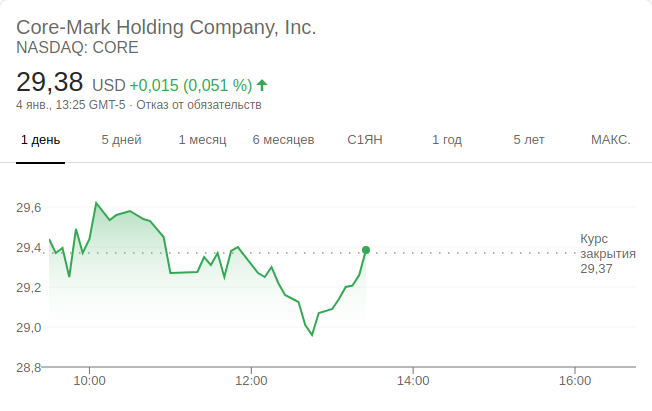 Core-Mark Holding Company, Inc.
NASDAQ: CORE
29,38 USD +0,015 (0,051 %)
4 янв., 13:25 GMT-5 · Отказ от обязательств
1 день 5 дней 1 месяц 6 месяцев С1ЯН 1 год 5 лет МАКС.
29,6
29,4
29,2
29,0
28,8
Курс
закрытия
29,37
10:00 12:00 14:00 16:00